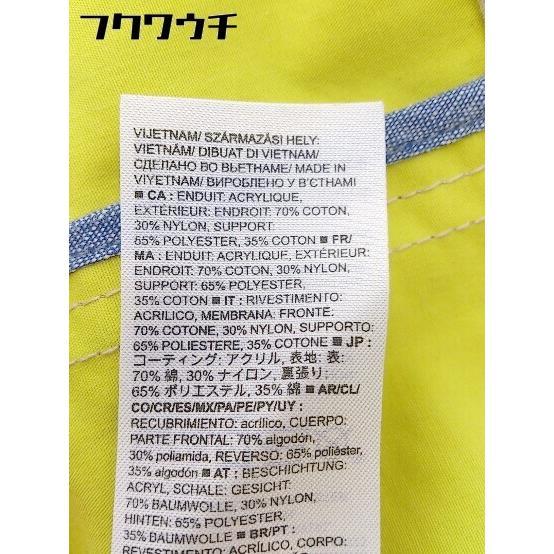 フクワウチ
VIJETNAM/ SZÁRMAZÁSI HELY:
VIETNÁM/ DIBUAT DI VIETNAM/
СДЕЛАНО ВО ВЬЕТНАМЕ/ MADE IN
VIYETNAM/ ВИРОБЛЕНО У В'ЄТНАМІ
■ CA : ENDUIT: ACRYLIQUE,
EXTÉRIEUR: ENDROIT: 70% COTON,
30% NYLON, SUPPORT:
65% POLYESTER, 35% COTON ■ FR/
MA : ENDUIT: ACRYLIQUE, EXTÉRIEUR:
ENDROIT: 70% COTON, 30% NYLON,
SUPPORT: 65% POLYESTER,
35% COTON ■ IT : RIVESTIMENTO:
ACRILICO, MEMBRANA: FRONTE:
70% COTONE, 30% NYLON, SUPPORTO:
65% POLIESTERE, 35% COTONE ■ JP :
コーティング: アクリル, 表地: 表:
70% 綿, 30% ナイロン, 裏張り:
65% ポリエステル, 35% 綿 ■ AR/CL/
CO/CR/ES/MX/PA/PE/PY/UY :
RECUBRIMIENTO: acrílico, CUERPO:
PARTE FRONTAL: 70% algodón,
30% poliamida, REVERSO: 65% poliéster,
35% algodón ■ AT : BESCHICHTUNG:
ACRYL, SCHALE: GESICHT:
70% BAUMWOLLE, 30% NYLON,
HINTEN: 65% POLYESTER,
35% BAUMWOLLE ■ BR/PT :
REVESTIMENTO: ACRÍLICO, CORPO: